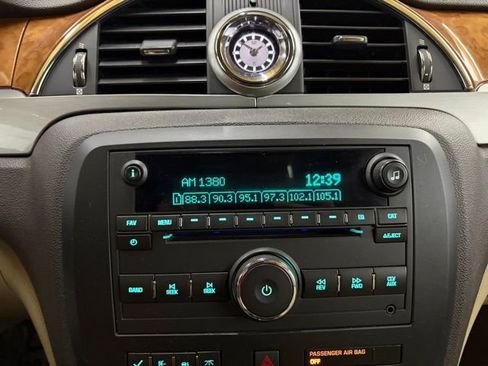 AM 1380 12:39
1 88.3 90.3 95.1 97.3 102.1 105.1
FAV MENU EQ CAT
EJECT
BAND SEEK SEEK REV FWD AUX
PASSENGER AIR BAG
OFF